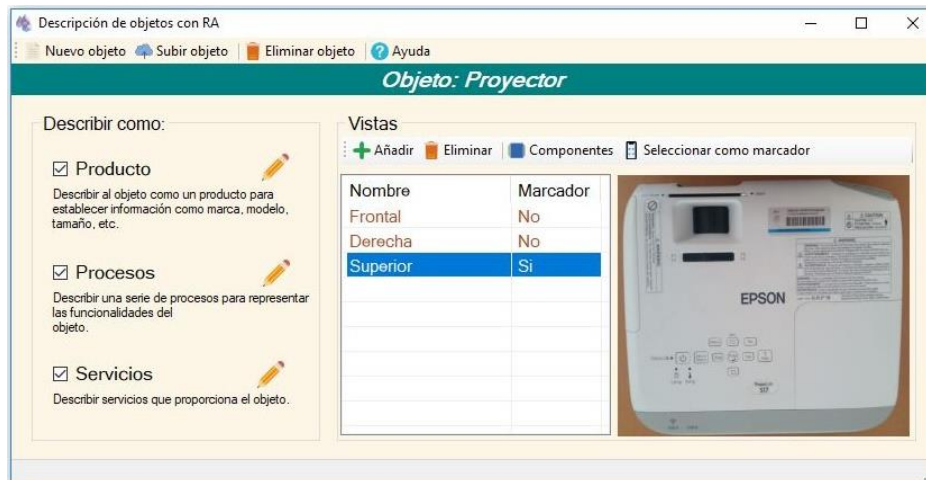 Descripción de objetos con RA
Nuevo objeto Subir objeto Eliminar objeto Ayuda
Objeto: Proyector
Describir como:
Producto
Describir al objeto como un producto para
establecer información como marca, modelo,
tamaño, etc.
Procesos
Describir una serie de procesos para representar
las funcionalidades del
objeto.
Servicios
Describir servicios que proporciona el objeto.
Vistas
Añadir Eliminar Componentes Seleccionar como marcador
Nombre Marcador
Frontal No
Derecha No
Superior Si
CAUTION
WARNING
EPSON